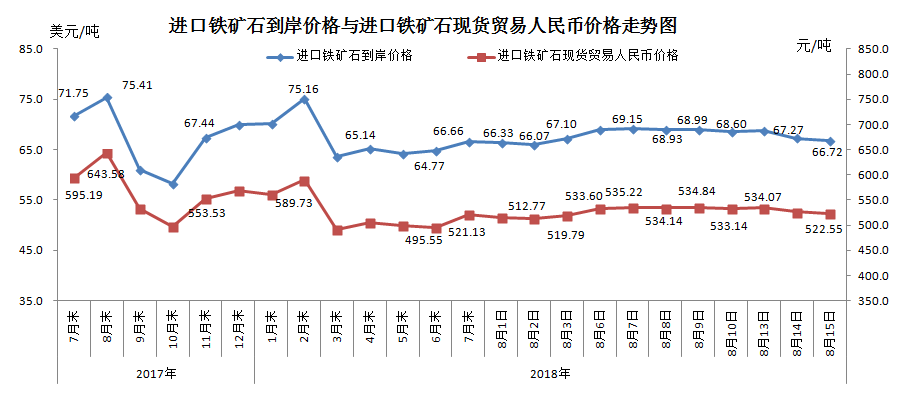 进口铁矿石到岸价格与进口铁矿石现货贸易人民币价格走势图
美元/吨
元/吨
进口铁矿石到岸价格
进口铁矿石现货贸易人民币价格
85.0
75.0
65.0
55.0
45.0
35.0
850.0
800.0
750.0
700.0
650.0
600.0
550.0
500.0
450.0
400.0
350.0
71.75
75.41
67.44
75.16
65.14
64.77
66.66
66.33
66.07
67.10
69.15
68.93
68.99
68.60
67.27
66.72
595.19
643.58
553.53
589.73
495.55
521.13
512.77
519.79
533.60
535.22
534.14
534.84
533.14
534.07
522.55
7月末
8月末
9月末
10月末
11月末
12月末
1月末
2月末
3月末
4月末
5月末
6月末
7月末
8月1日
8月2日
8月3日
8月6日
8月7日
8月8日
8月9日
8月10日
8月13日
8月14日
8月15日
2017年
2018年